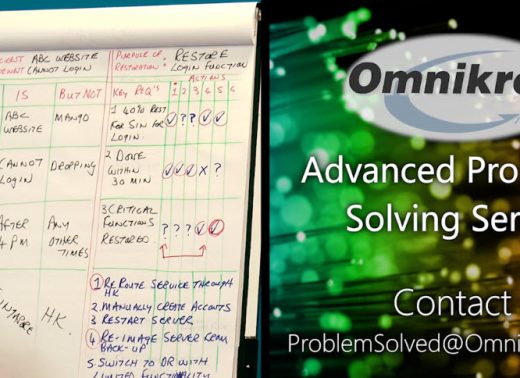 ABC WEBSITE
CANNOT LOGIN
PURPOSE OF RESTORE
RESTORATION: LOGIN FUNCTION
ACTIONS
IS BUT NOT KEY REQ'S 1 2 3 4 5 6
ABC WEBSITE
MANGO
1 40% REST
FOR SIN FOR
LOGIN.
✓ ? ? ✓ ✓
CANNOT
LOGIN
DROPPING
2 DONE
WITHIN
30 MIN
✓ ✓ ✓ X ?
AFTER
4 PM
ANY
OTHER
TIMES
3 CRITICAL
FUNCTIONS
RESTORED
? ? ? ✓ ✓
HK.
1 RE ROUTE SERVICE THROUGH
HK
2. MANUALLY CREATE ACCOUNTS
3 RESTART SERVER
4 RE-IMAGE SERVER FROM
BACK-UP
5 SWITCH TO DR WITH
LIMITED FUNCTIONALITY
Omnikro
Advanced Pro
Solving Ser
Contact
ProblemSolved@Omni